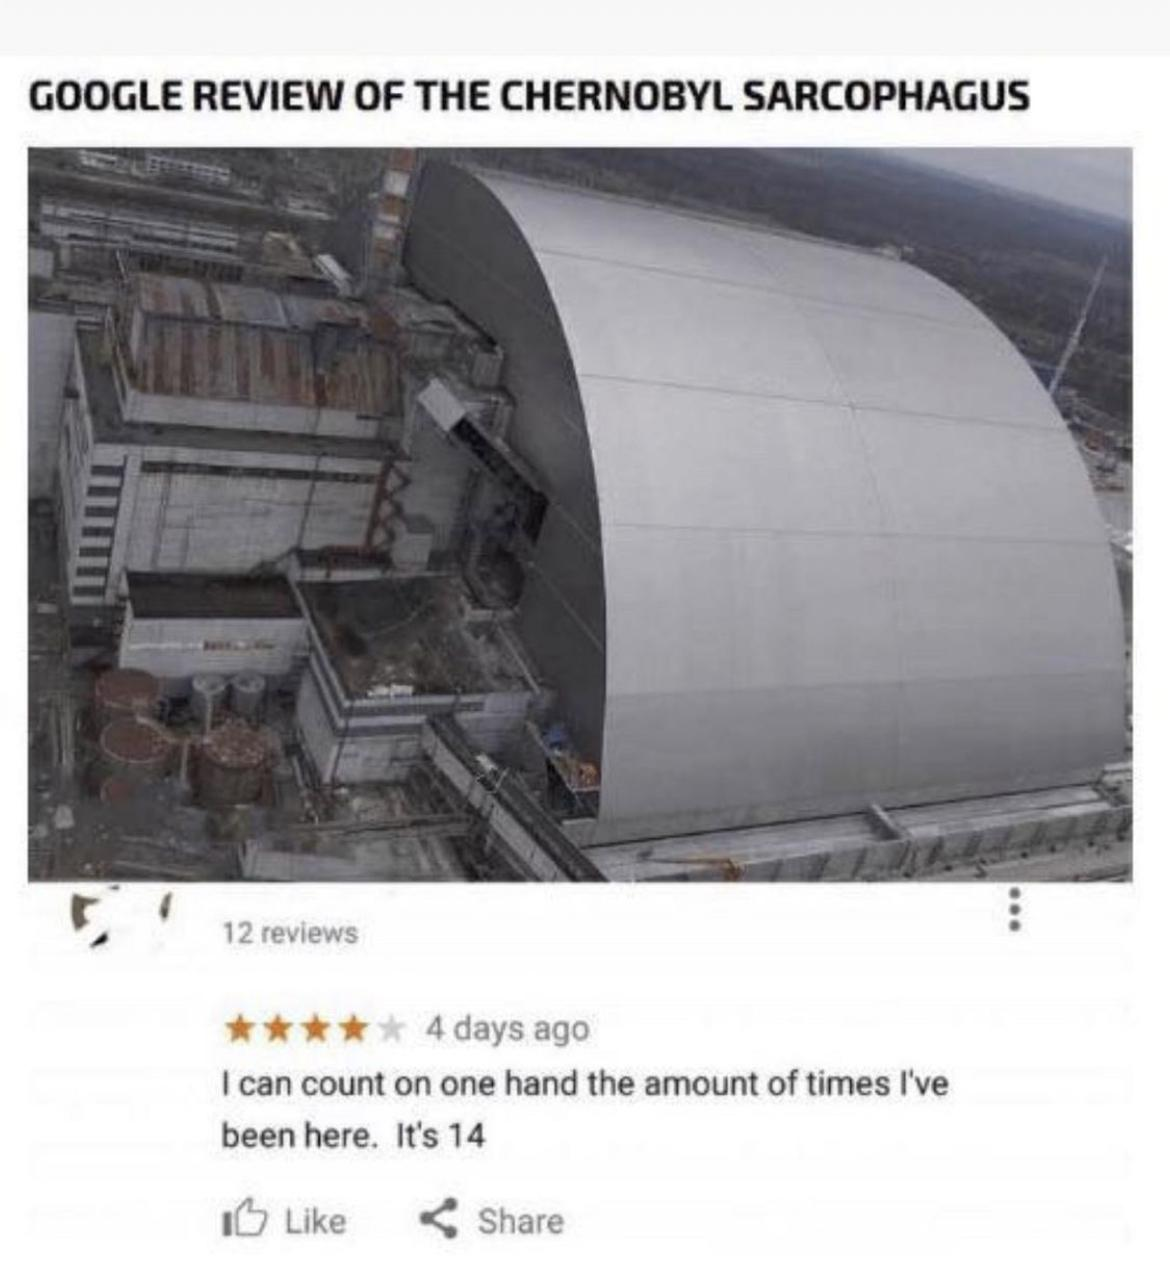 GOOGLE REVIEW OF THE CHERNOBYL SARCOPHAGUS
12 reviews
4 days ago
I can count on one hand the amount of times I've
been here. It's 14
Like
Share